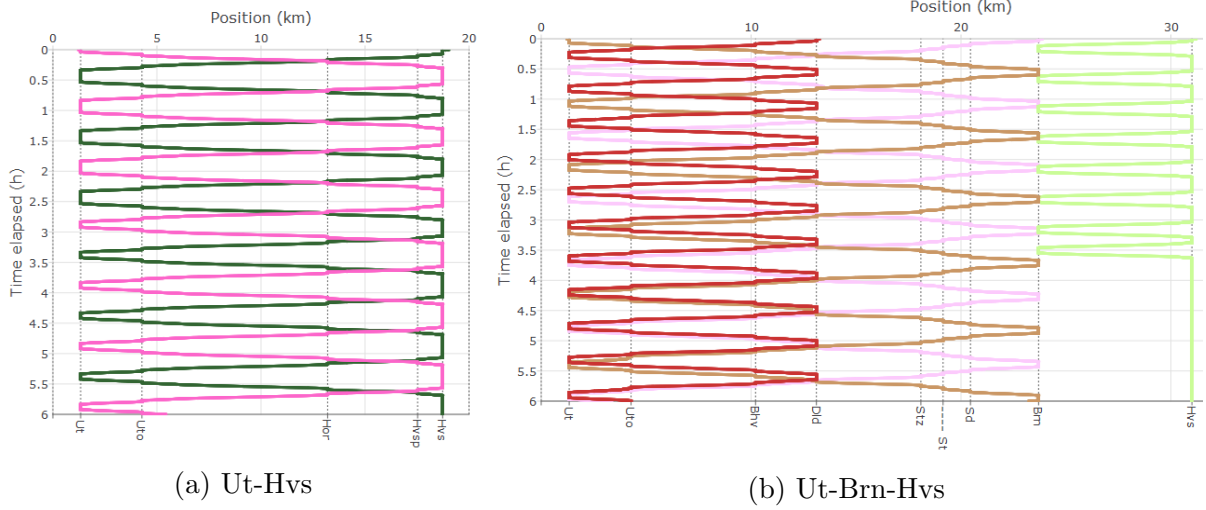 Position (km)
0 5 10 15 20
Time elapsed (h)
0
0.5
1
1.5
2
2.5
3
3.5
4
4.5
5
5.5
6
Ut Uto Hor Hvsp Hvs
(a) Ut-Hvs
Position (km)
0 10 20 30
Time elapsed (h)
0
0.5
1
1.5
2
2.5
3
3.5
4
4.5
5
5.5
6
Ut Uto Bhv Dld Stz St Sd Brn Hvs
(b) Ut-Brn-Hvs